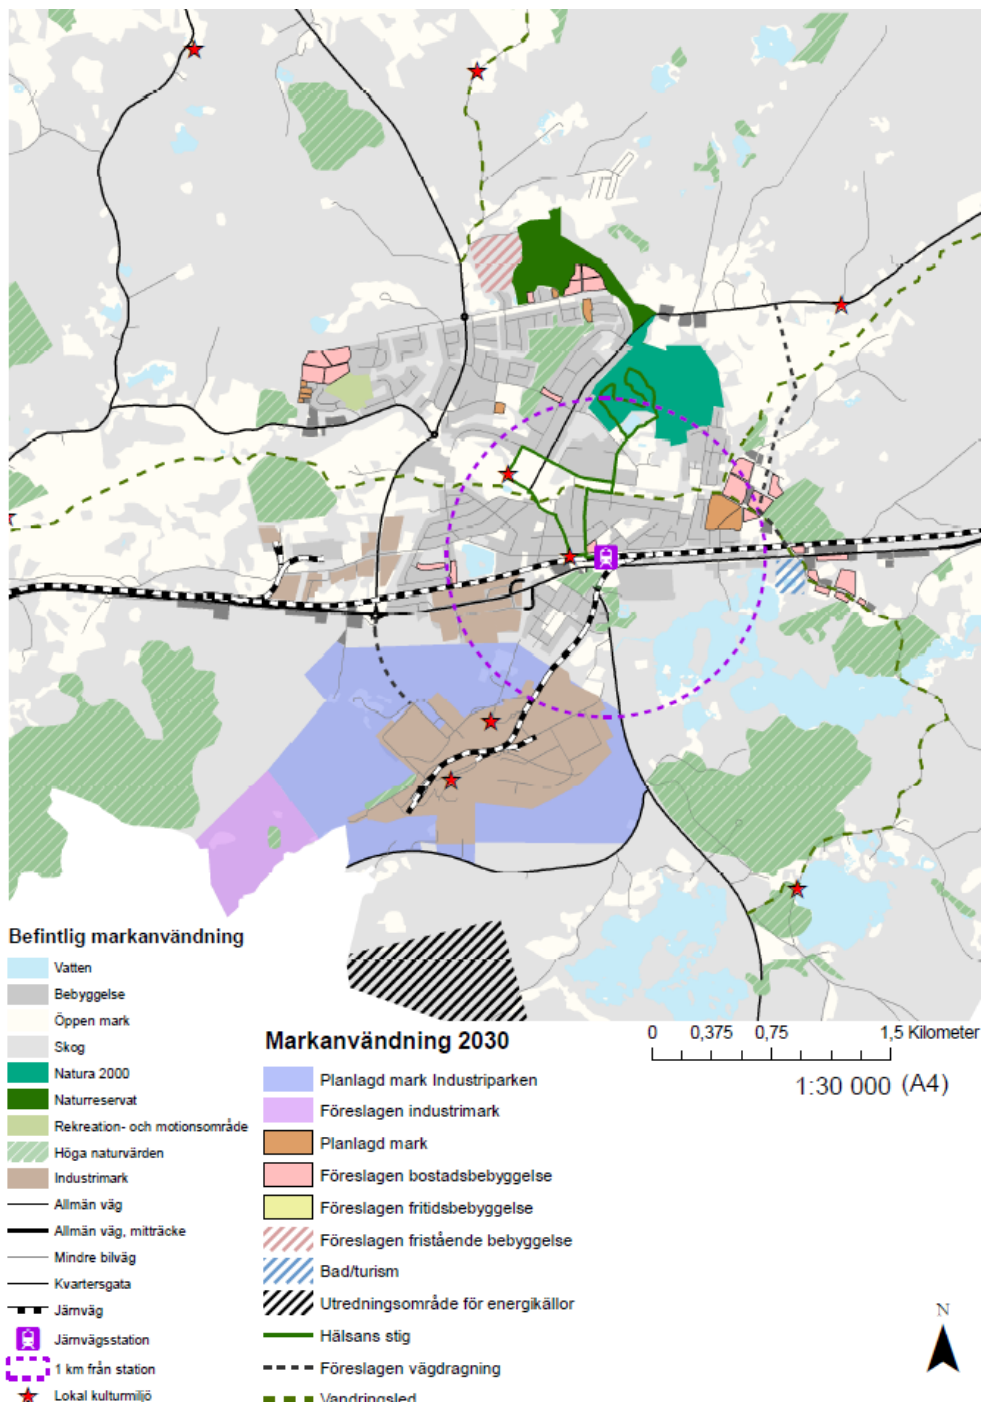 Befintlig markanvändning
Vatten
Bebyggelse
Öppen mark
Skog
Natura 2000
Naturreservat
Rekreation- och motionsområde
Höga naturvärden
Industrimark
Allmän väg
Allmän väg, mitträcke
Mindre bilväg
Kvartersgata
Järnväg
Järnvägsstation
1 km från station
Lokal kulturmiljö
Markanvändning 2030
Planlagd mark Industriparken
Föreslagen industrimark
Planlagd mark
Föreslagen bostadsbebyggelse
Föreslagen fritidsbebyggelse
Föreslagen fristående bebyggelse
Bad/turism
Utredningsområde för energikällor
Hälsans stig
Föreslagen vägdragning
Vandringsled
0 0,375 0,75 1,5 Kilometer
1:30 000 (A4)
N